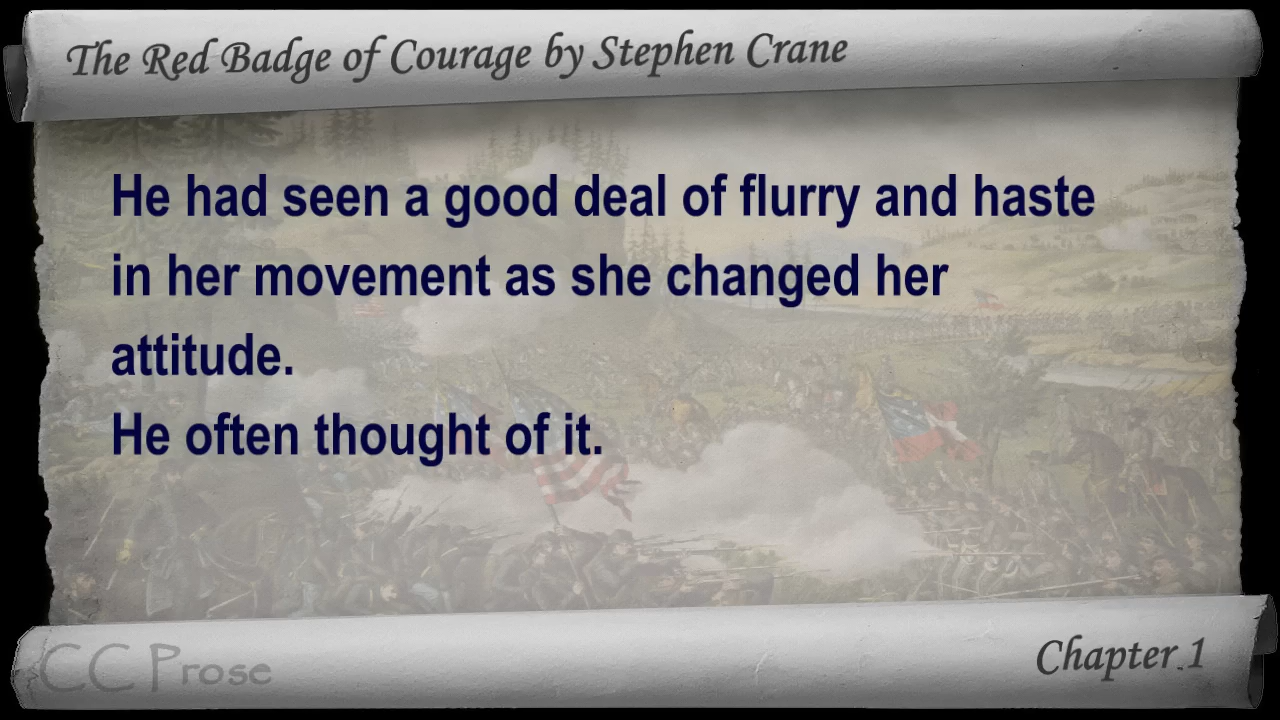 The Red Badge of Courage by Stephen Crane
He had seen a good deal of flurry and haste
in her movement as she changed her
attitude.
He often thought of it.
CC Prose
Chapter 1